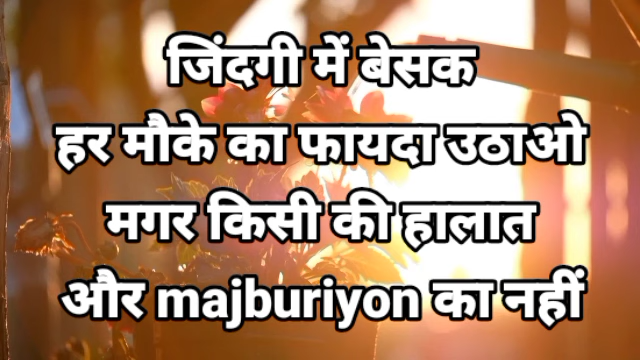 जिंदगी में बेसक
हर मौके का फायदा उठाओ
मगर किसी की हालात
और majburiyon का नहीं